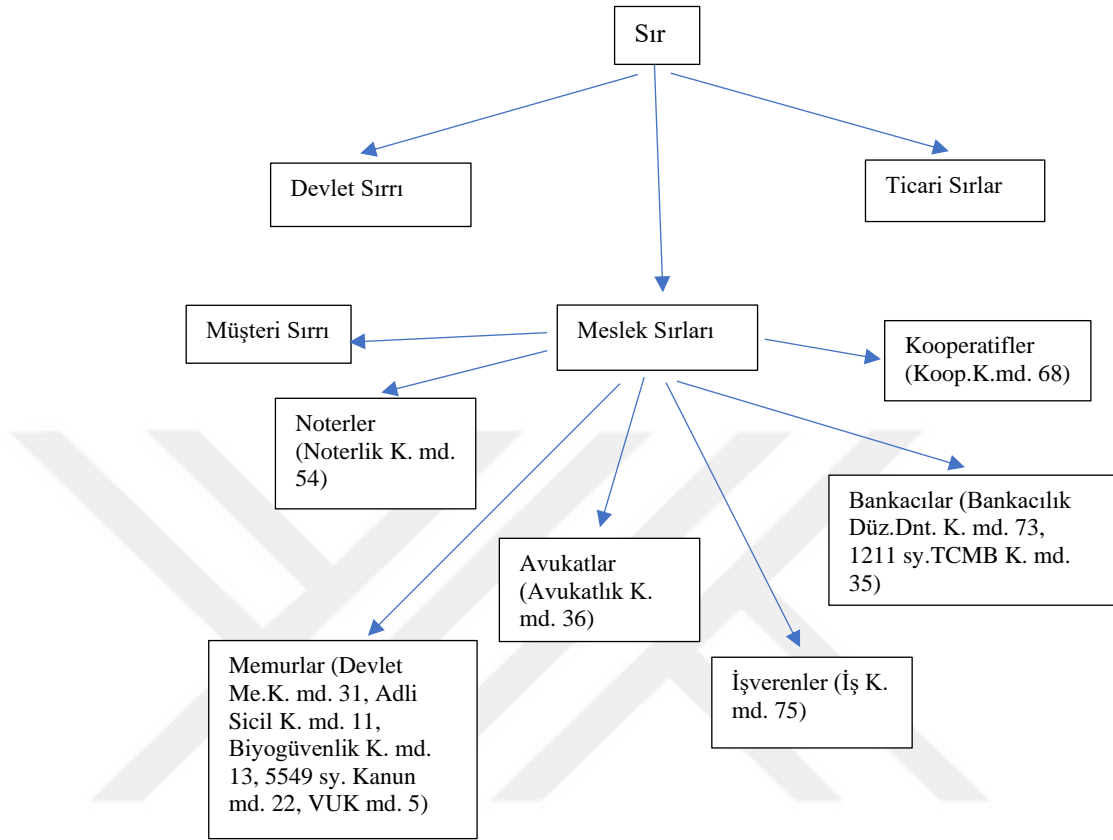 Sır
Devlet Sırrı
Ticari Sırlar
Müşteri Sırrı
Meslek Sırları
Kooperatifler
(Koop.K.md. 68)
Noterler
(Noterlik K. md.
54)
Bankacılar (Bankacılık
Düz.Dnt. K. md. 73,
1211 sy.TCMB K. md.
35)
Avukatlar
(Avukatlık K.
md. 36)
Memurlar (Devlet
Me.K. md. 31, Adli
Sicil K. md. 11,
Biyogüvenlik K. md.
13, 5549 sy. Kanun
md. 22, VUK md. 5)
İşverenler (İş K.
md. 75)